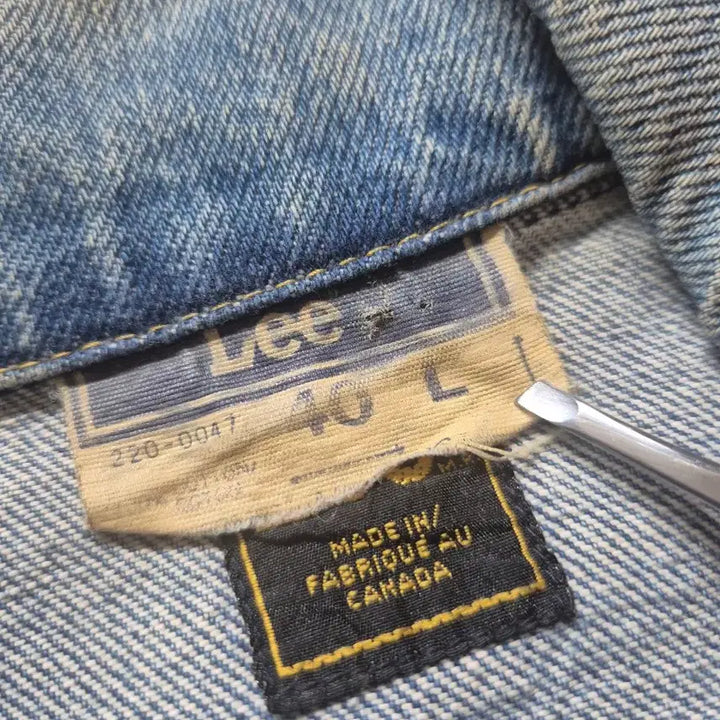 Lee
40 L
220-0047
MADE IN/
FABRIQUE AU
CANADA